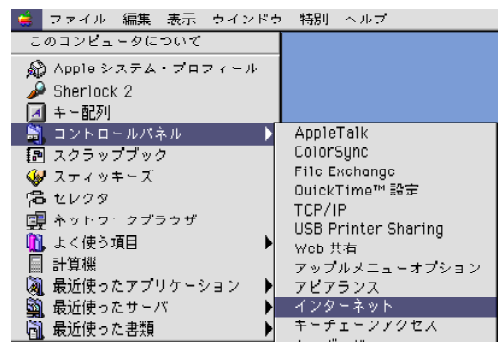 ファイル 編集 表示 ウインドウ 特別 ヘルプ
このコンピュータについて
Apple システム・プロフィール
Sherlock 2
キー配列
コントロールパネル
スクラップブック
スティッキーズ
セレクタ
ネットワークブラウザ
よく使う項目
計算機
最近使ったアプリケーション
最近使ったサーバ
最近使った書類
AppleTalk
ColorSync
File Exchange
QuickTime™ 設定
TCP/IP
USB Printer Sharing
Web 共有
アップルメニューオプション
アピアランス
インターネット
キーチェーンアクセス